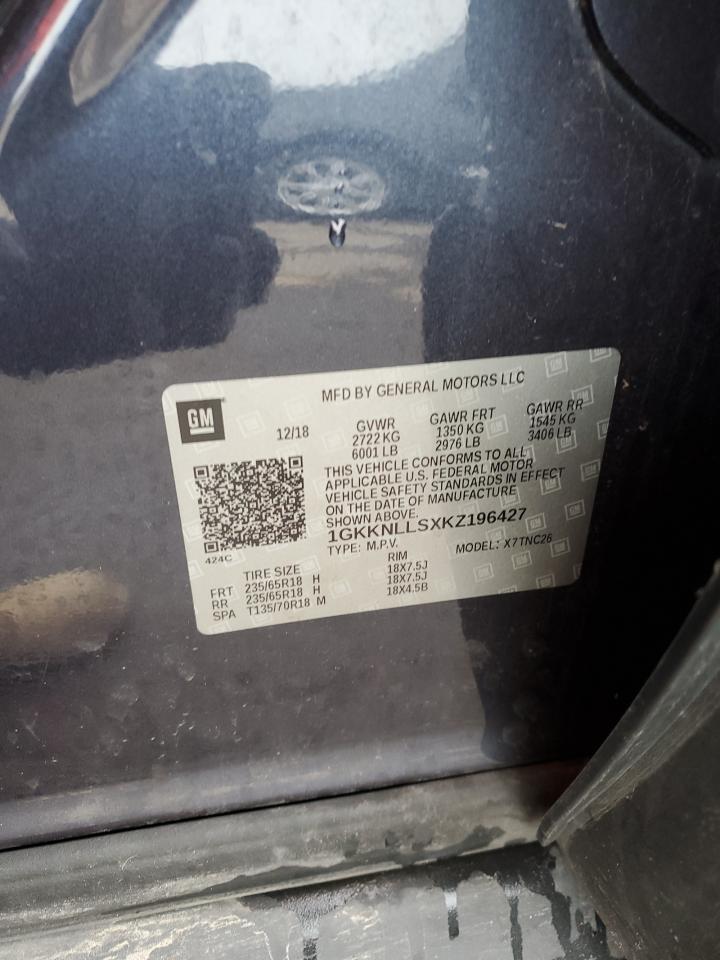 MFD BY GENERAL MOTORS LLC
GM
12/18
GVWR GAWR FRT GAWR RR
2722 KG 1350 KG 1545 KG
6001 LB 2976 LB 3406 LB
THIS VEHICLE CONFORMS TO ALL
APPLICABLE U.S. FEDERAL MOTOR
VEHICLE SAFETY STANDARDS IN EFFECT
ON THE DATE OF MANUFACTURE
SHOWN ABOVE.
1GKKNLLSXKZ196427
TYPE: M.P.V. MODEL: X7TNC26
424C
TIRE SIZE RIM
FRT 235/65R18 H 18X7.5J
RR 235/65R18 H 18X7.5J
SPA T135/70R18 M 18X4.5B